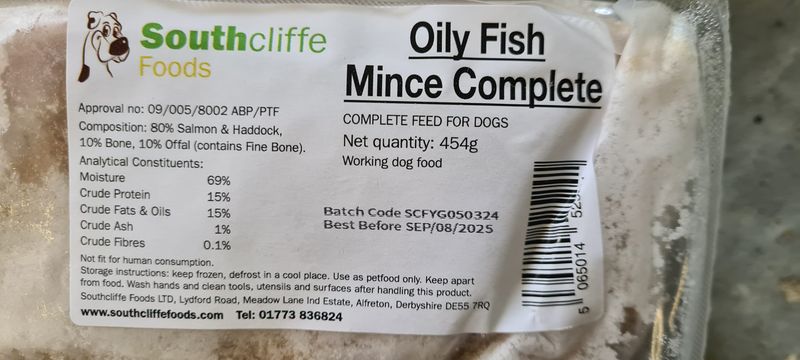 Southcliffe
Foods
Oily Fish
Mince Complete
Approval no: 09/005/8002 ABP/PTF
Composition: 80% Salmon & Haddock,
10% Bone, 10% Offal (contains Fine Bone).
Analytical Constituents:
Moisture 69%
Crude Protein 15%
Crude Fats & Oils 15%
Crude Ash 1%
Crude Fibres 0.1%
COMPLETE FEED FOR DOGS
Net quantity: 454g
Working dog food
Batch Code SCFYG050324
Best Before SEP/08/2025
Not fit for human consumption.
Storage instructions: keep frozen, defrost in a cool place. Use as petfood only. Keep apart
from food. Wash hands and clean tools, utensils and surfaces after handling this product.
Southcliffe Foods LTD, Lydford Road, Meadow Lane Ind Estate, Alfreton, Derbyshire DE55 7RQ
www.southcliffefoods.com Tel: 01773 836824
5 065014